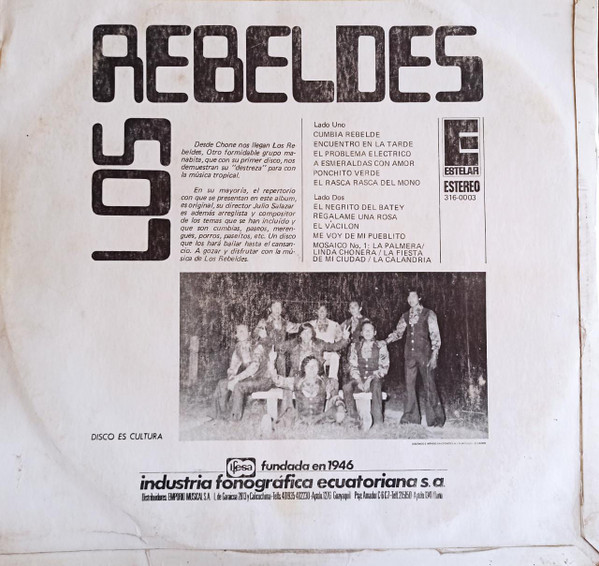 LOS REBELDES
Desde Chone nos llegan Los Re-
beldes, Otro formidable grupo ma-
nabita, que con su primer disco, nos
demuestran su "destreza" para con
la música tropical.
En su mayoría, el repertorio
con que se presentan en este album,
es original, su director Julio Salazar
es además arreglista y compositor
de los temas que se han incluído y
que son cumbias, paseos, meren-
gues, porros, paseitos, etc. Un disco
que los hará bailar hasta el cansan-
cio. A gozar y disfrutar con la mú-
sica de Los Rebeldes.
Lado Uno
CUMBIA REBELDE
ENCUENTRO EN LA TARDE
EL PROBLEMA ELECTRICO
A ESMERALDAS CON AMOR
PONCHITO VERDE
EL RASCA RASCA DEL MONO
Lado Dos
EL NEGRITO DEL BATEY
REGALAME UNA ROSA
EL VACILON
ME VOY DE MI PUEBLITO
MOSAICO No. 1: LA PALMERA/
LINDA CHONERA / LA FIESTA
DE MI CIUDAD / LA CALANDRIA
E
ESTELAR
ESTEREO
316-0003
DISCO ES CULTURA
ifesa fundada en 1946
industria fonográfica ecuatoriana s.a.
Distribuidores: EMPORIO MUSICAL S.A.